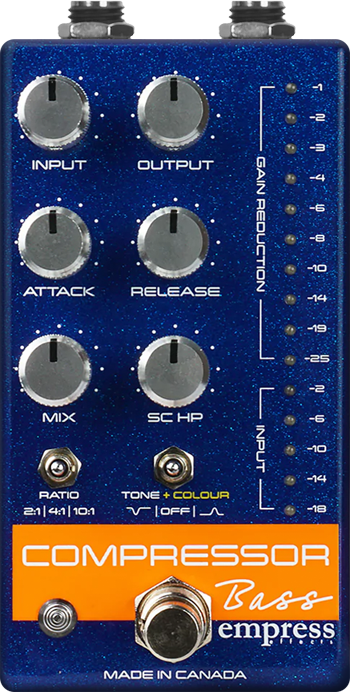 INPUT
OUTPUT
ATTACK
RELEASE
MIX
SC HP
RATIO
2:1|4:1|10:1
TONE + COLOUR
|OFF|
GAIN REDUCTION
-1
-2
-3
-4
-6
-8
-10
-14
-19
-25
INPUT
-2
-6
-10
-14
-18
COMPRESSOR
Bass
empress
effects
MADE IN CANADA